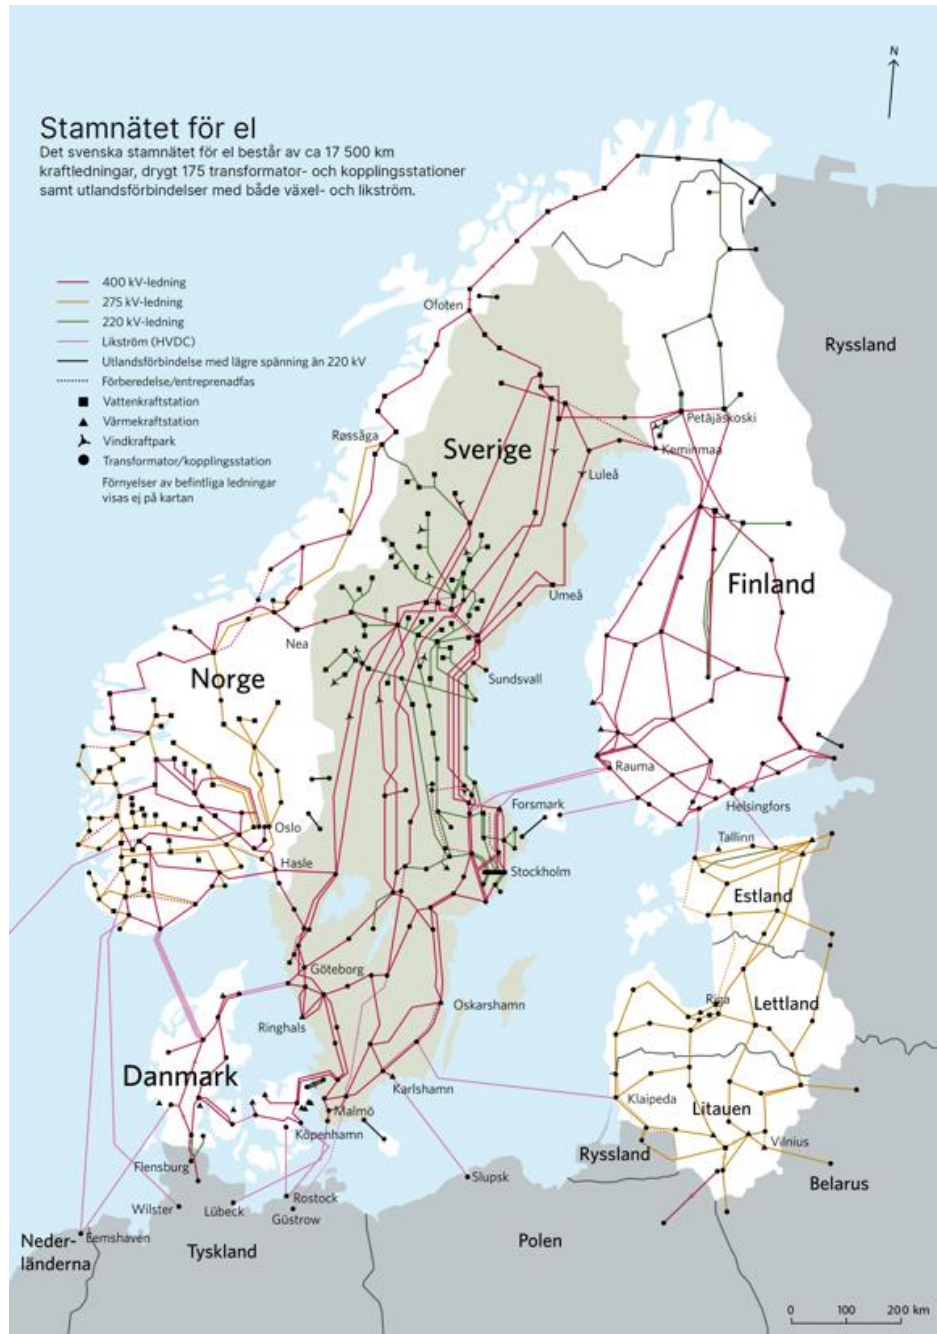 N
Stamnätet för el
Det svenska stamnätet för el består av ca 17 500 km
kraftledningar, drygt 175 transformator- och kopplingsstationer
samt utlandsförbindelser med både växel- och likström.
400 kV-ledning
275 kV-ledning
220 kV-ledning
Likström (HVDC)
Utlandsförbindelse med lägre spänning än 220 kV
Förberedelse/entreprenadfas
Vattenkraftstation
Värmekraftstation
Vindkraftpark
Transformator/kopplingsstation
Förnyelser av befintliga ledningar
visas ej på kartan
Ofoten
Ryssland
Petäjäskoski
Røssåga
Sverige
Keminmaa
Luleå
Finland
Umeå
Nea
Norge
Sundsvall
Rauma
Forsmark
Helsingfors
Oslo
Tallinn
Hasle
Stockholm
Estland
Göteborg
Riga
Lettland
Oskarshamn
Ringhals
Danmark
Karlshamn
Klaipeda
Litauen
Malmö
Köpenhamn
Vilnius
Ryssland
Flensburg
Slupsk
Belarus
Rostock
Wilster
Lübeck
Güstrow
Eemshaven
Neder-
länderna
Tyskland
Polen
0 100 200 km